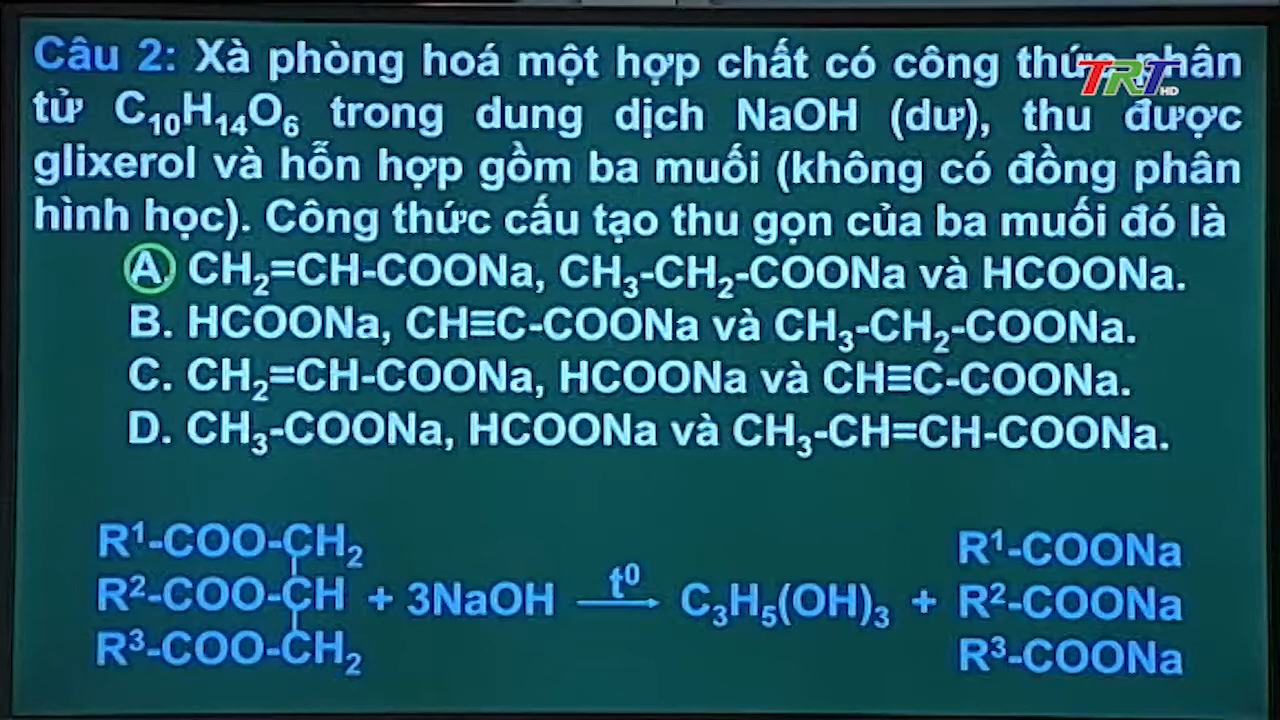 Câu 2: Xà phòng hoá một hợp chất có công thức phân
TRT HD
tử C₁₀H₁₄O₆ trong dung dịch NaOH (dư), thu được
glixerol và hỗn hợp gồm ba muối (không có đồng phân
hình học). Công thức cấu tạo thu gọn của ba muối đó là
A. CH₂=CH-COONa, CH₃-CH₂-COONa và HCOONa.
B. HCOONa, CH≡C-COONa và CH₃-CH₂-COONa.
C. CH₂=CH-COONa, HCOONa và CH≡C-COONa.
D. CH₃-COONa, HCOONa và CH₃-CH=CH-COONa.
R¹-COO-CH₂
R²-COO-CH + 3NaOH t⁰ → C₃H₅(OH)₃ + R²-COONa
R³-COO-CH₂
R¹-COONa
R³-COONa